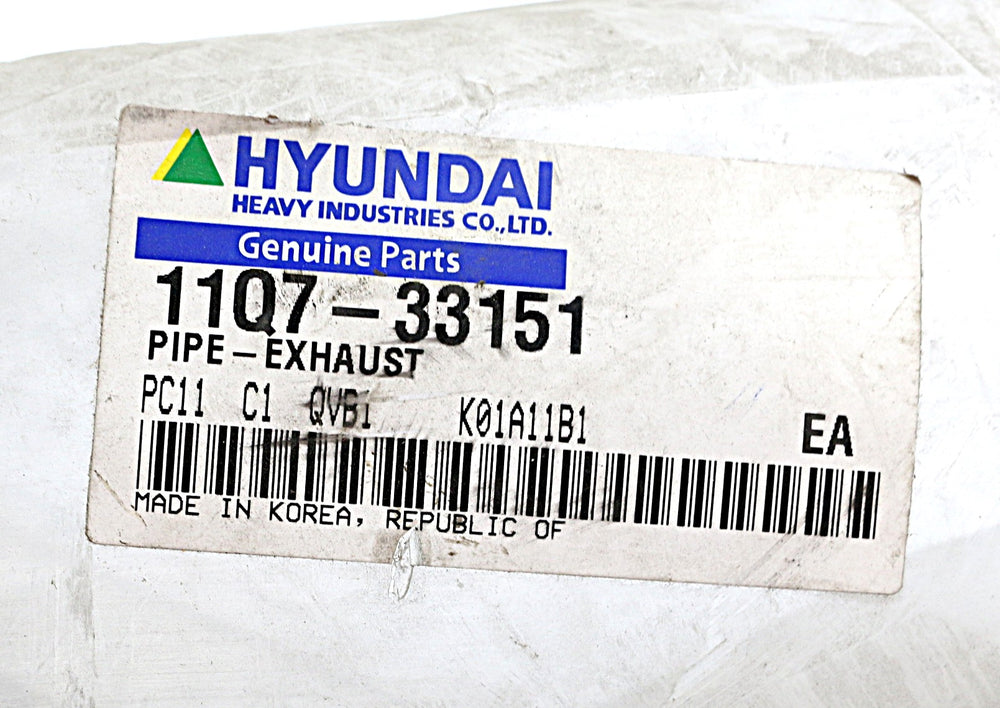 HYUNDAI
HEAVY INDUSTRIES CO.,LTD.
Genuine Parts
11Q7-33151
PIPE-EXHAUST
PC11 C1 QVB1 K01A11B1
EA
MADE IN KOREA, REPUBLIC OF